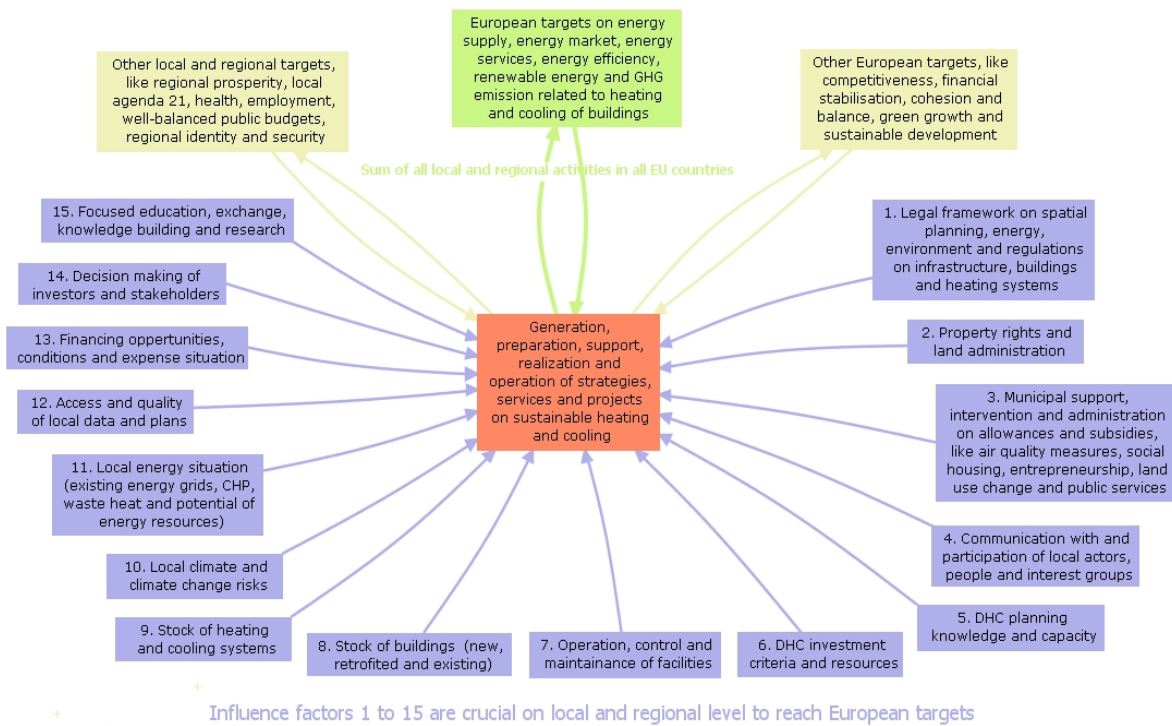 European targets on energy
supply, energy market, energy
services, energy efficiency,
renewable energy and GHG
emission related to heating
and cooling of buildings
Other local and regional targets,
like regional prosperity, local
agenda 21, health, employment,
well-balanced public budgets,
regional identity and security
Other European targets, like
competitiveness, financial
stabilisation, cohesion and
balance, green growth and
sustainable development
Sum of all local and regional activities in all EU countries
15. Focused education, exchange,
knowledge building and research
14. Decision making of
investors and stakeholders
13. Financing opportunities,
conditions and expense situation
12. Access and quality
of local data and plans
11. Local energy situation
(existing energy grids, CHP,
waste heat and potential of
energy resources)
10. Local climate and
climate change risks
9. Stock of heating
and cooling systems
8. Stock of buildings (new,
retrofited and existing)
7. Operation, control and
maintainance of facilities
6. DHC investment
criteria and resources
5. DHC planning
knowledge and capacity
4. Communication with and
participation of local actors,
people and interest groups
3. Municipal support,
intervention and administration
on allowances and subsidies,
like air quality measures, social
housing, entrepreneurship, land
use change and public services
2. Property rights and
land administration
1. Legal framework on spatial
planning, energy,
environment and regulations
on infrastructure, buildings
and heating systems
Generation,
preparation, support,
realization and
operation of strategies,
services and projects
on sustainable heating
and cooling
Influence factors 1 to 15 are crucial on local and regional level to reach European targets